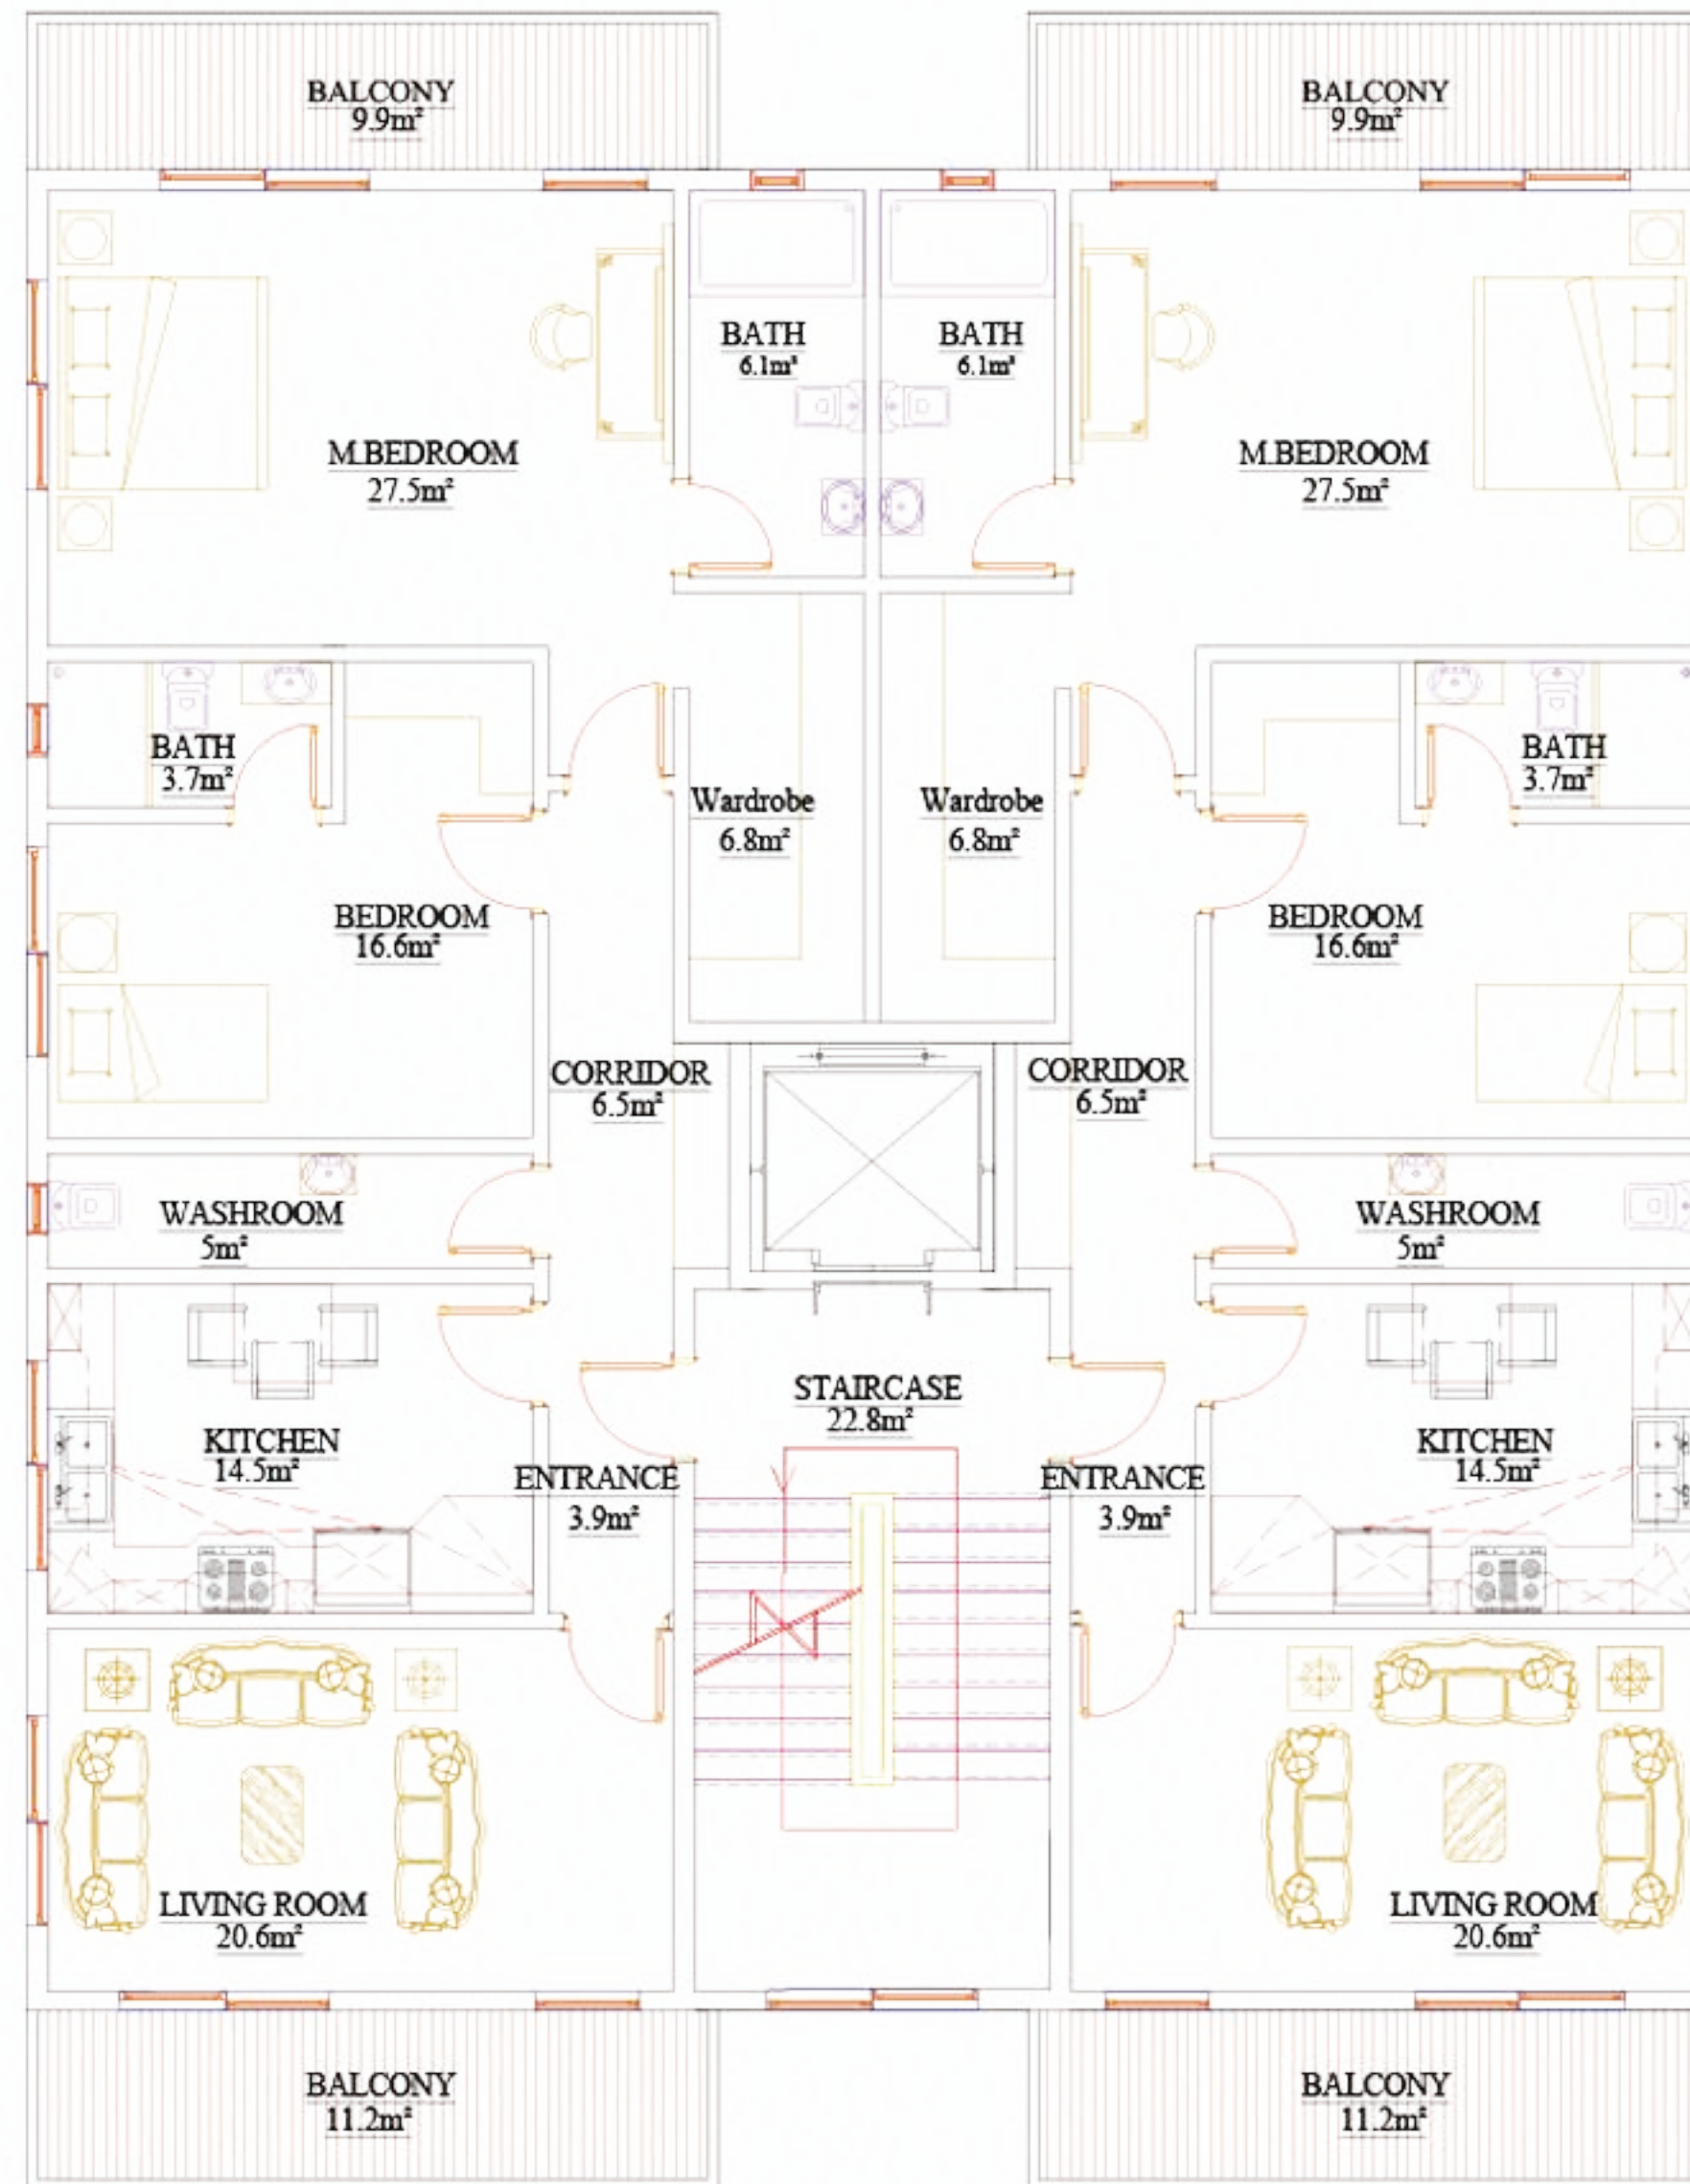 BALCONY
9.9m²
BALCONY
9.9m²
BATH
6.1m²
BATH
6.1m²
M.BEDROOM
27.5m²
M.BEDROOM
27.5m²
BATH
3.7m²
BATH
3.7m²
Wardrobe
6.8m²
Wardrobe
6.8m²
BEDROOM
16.6m²
BEDROOM
16.6m²
CORRIDOR
6.5m²
CORRIDOR
6.5m²
WASHROOM
5m²
WASHROOM
5m²
STAIRCASE
22.8m²
KITCHEN
14.5m²
KITCHEN
14.5m²
ENTRANCE
3.9m²
ENTRANCE
3.9m²
LIVING ROOM
20.6m²
LIVING ROOM
20.6m²
BALCONY
11.2m²
BALCONY
11.2m²